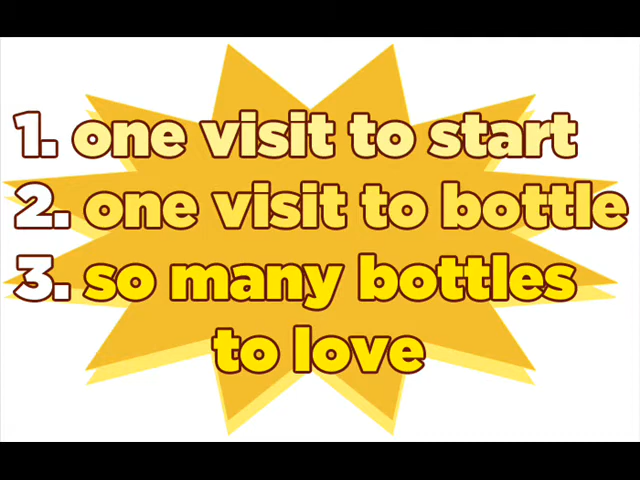 1. one visit to start
2. one visit to bottle
3. so many bottles
to love